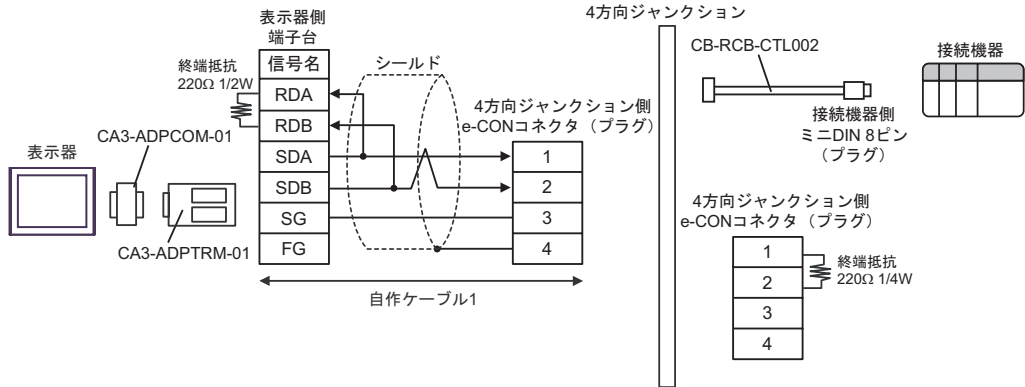 4方向ジャンクション
表示器側
端子台
信号名
RDA
RDB
SDA
SDB
SG
FG
終端抵抗
220Ω 1/2W
シールド
CA3-ADPCOM-01
表示器
CA3-ADPTRM-01
4方向ジャンクション側
e-CONコネクタ（プラグ）
1
2
3
4
自作ケーブル1
CB-RCB-CTL002
接続機器
接続機器側
ミニDIN 8ピン
（プラグ）
4方向ジャンクション側
e-CONコネクタ（プラグ）
1
2
3
4
終端抵抗
220Ω 1/4W